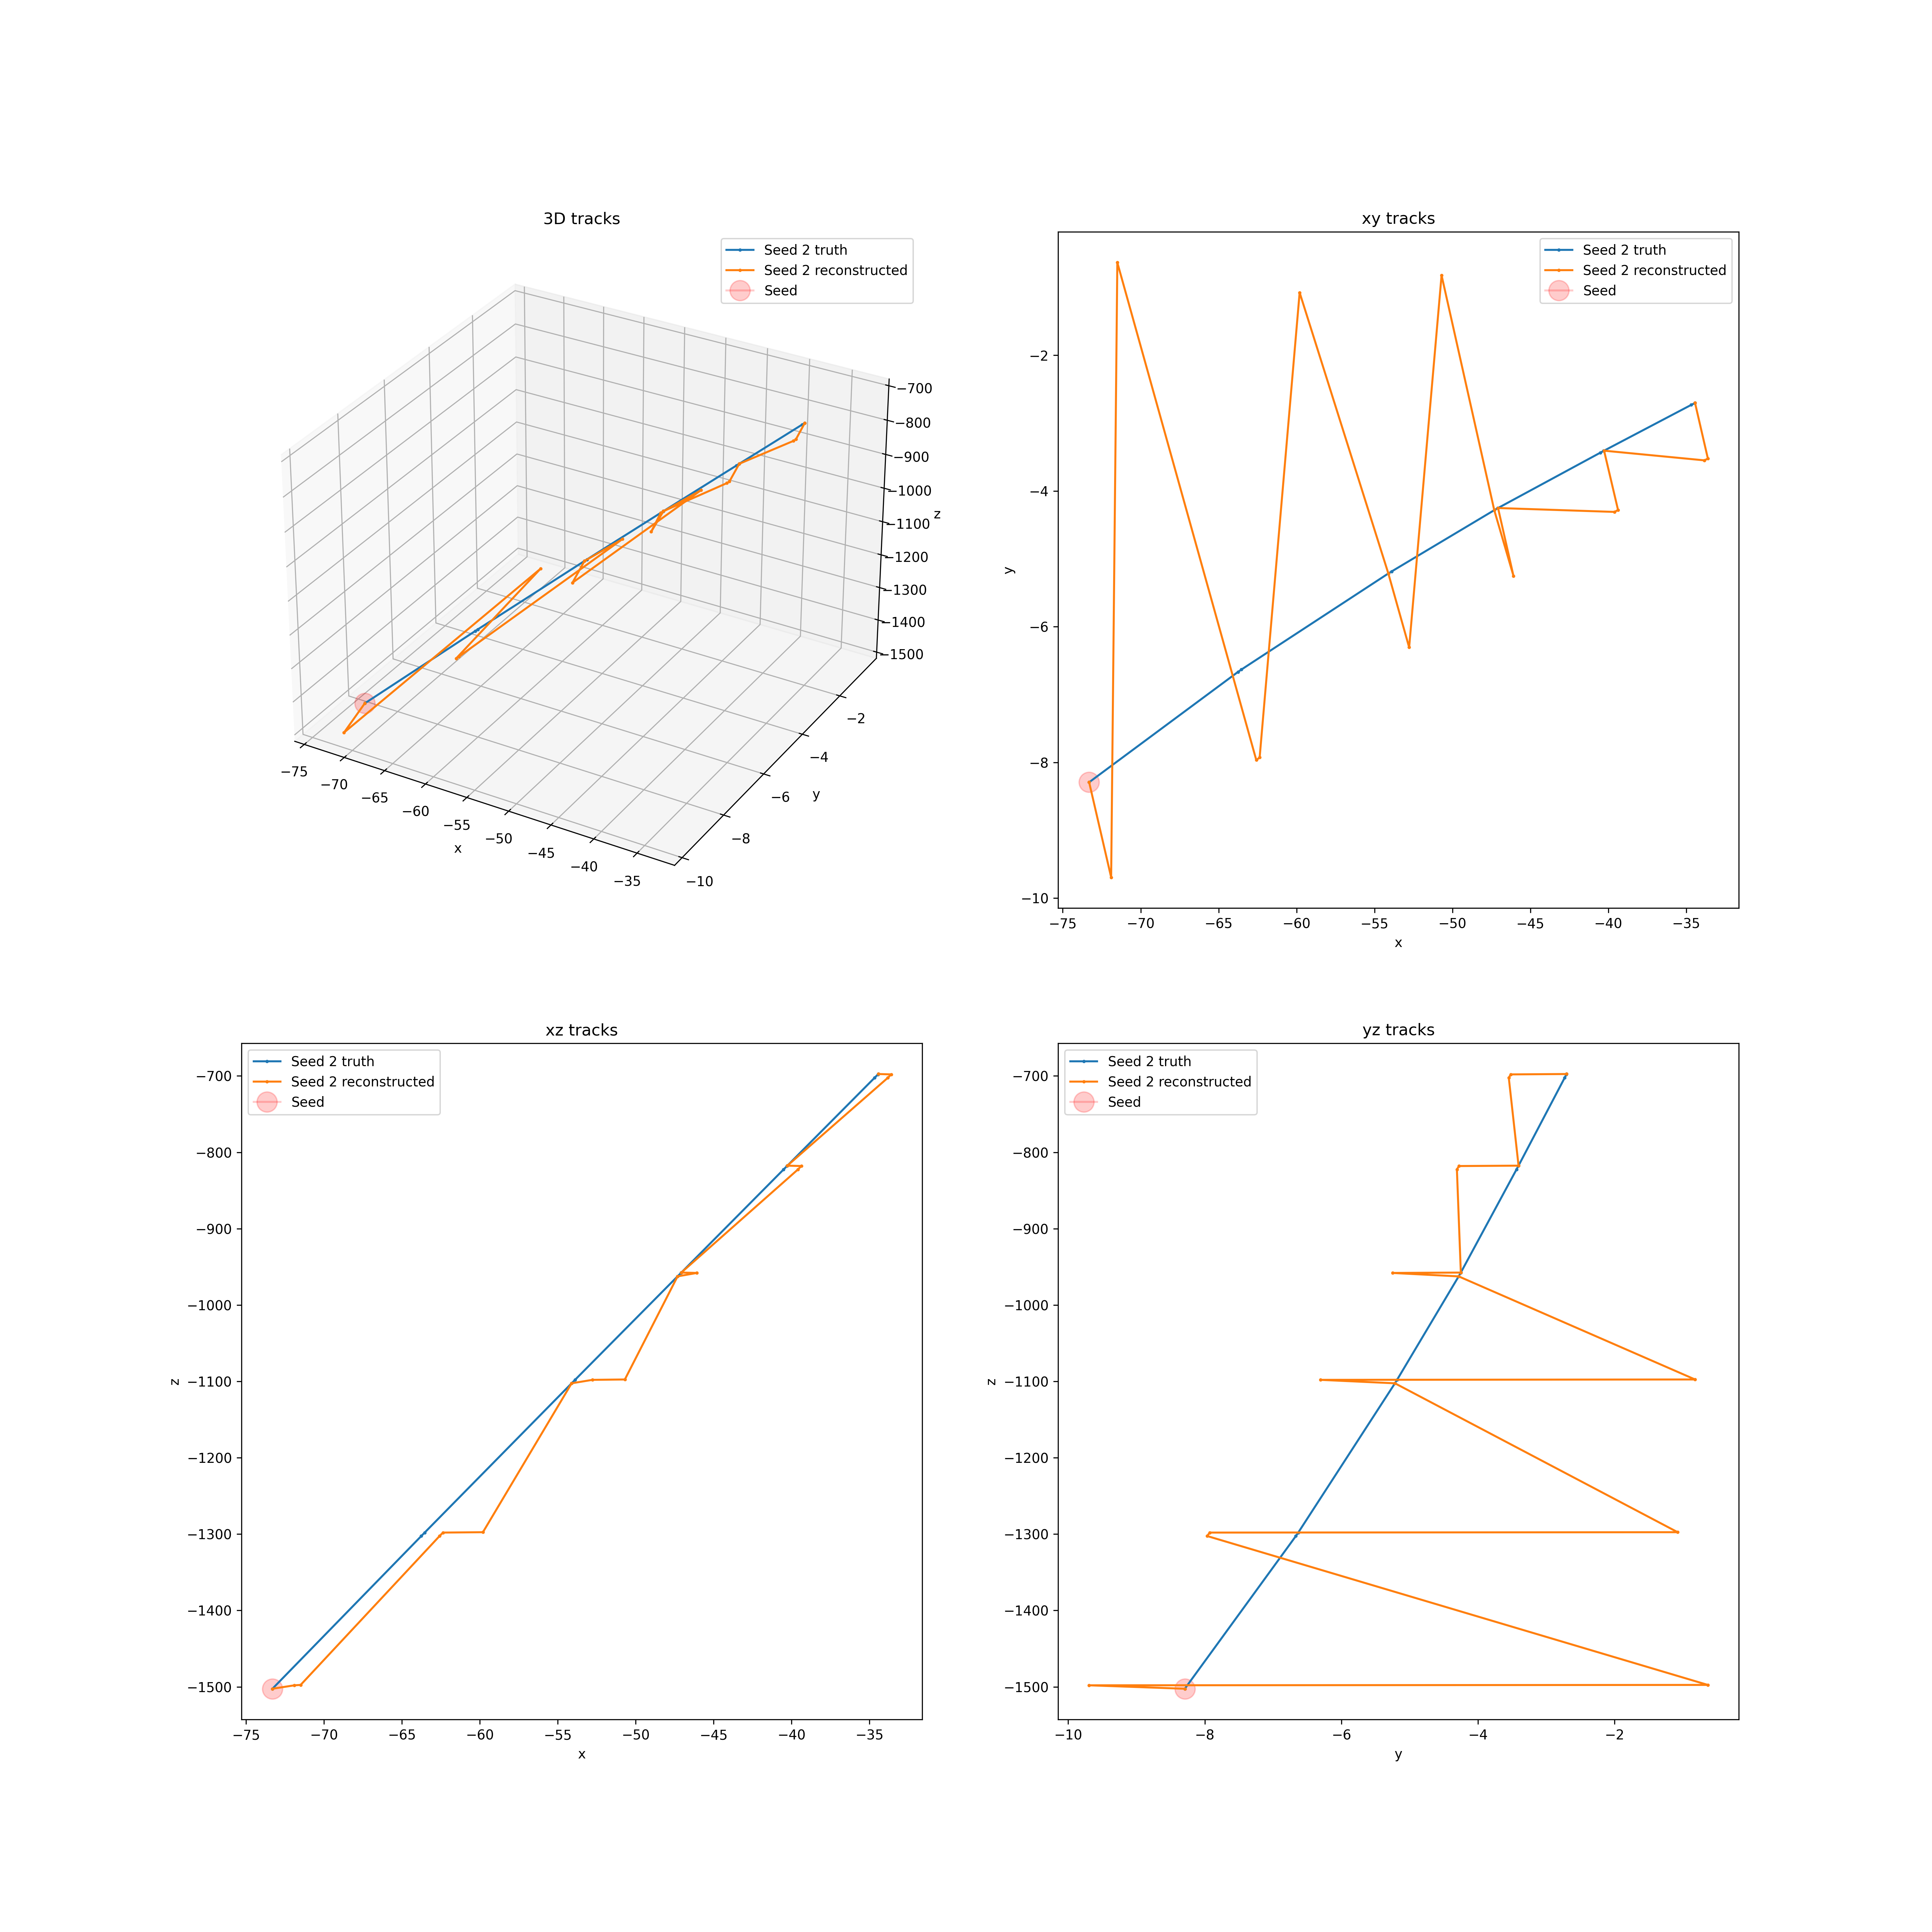 3D tracks
Seed 2 truth
Seed 2 reconstructed
Seed
−700
−800
−900
−1000
z
−1100
−1200
−1300
−1400
−1500
−2
−4
−6
y
−8
−10
−75
−70
−65
−60
−55
−50
−45
−40
−35
x
xy tracks
Seed 2 truth
Seed 2 reconstructed
Seed
−2
−4
y
−6
−8
−10
−75 −70 −65 −60 −55 −50 −45 −40 −35
x
xz tracks
Seed 2 truth
Seed 2 reconstructed
Seed
−700
−800
−900
−1000
z
−1100
−1200
−1300
−1400
−1500
−75 −70 −65 −60 −55 −50 −45 −40 −35
x
yz tracks
Seed 2 truth
Seed 2 reconstructed
Seed
−700
−800
−900
−1000
z
−1100
−1200
−1300
−1400
−1500
−10 −8 −6 −4 −2
y